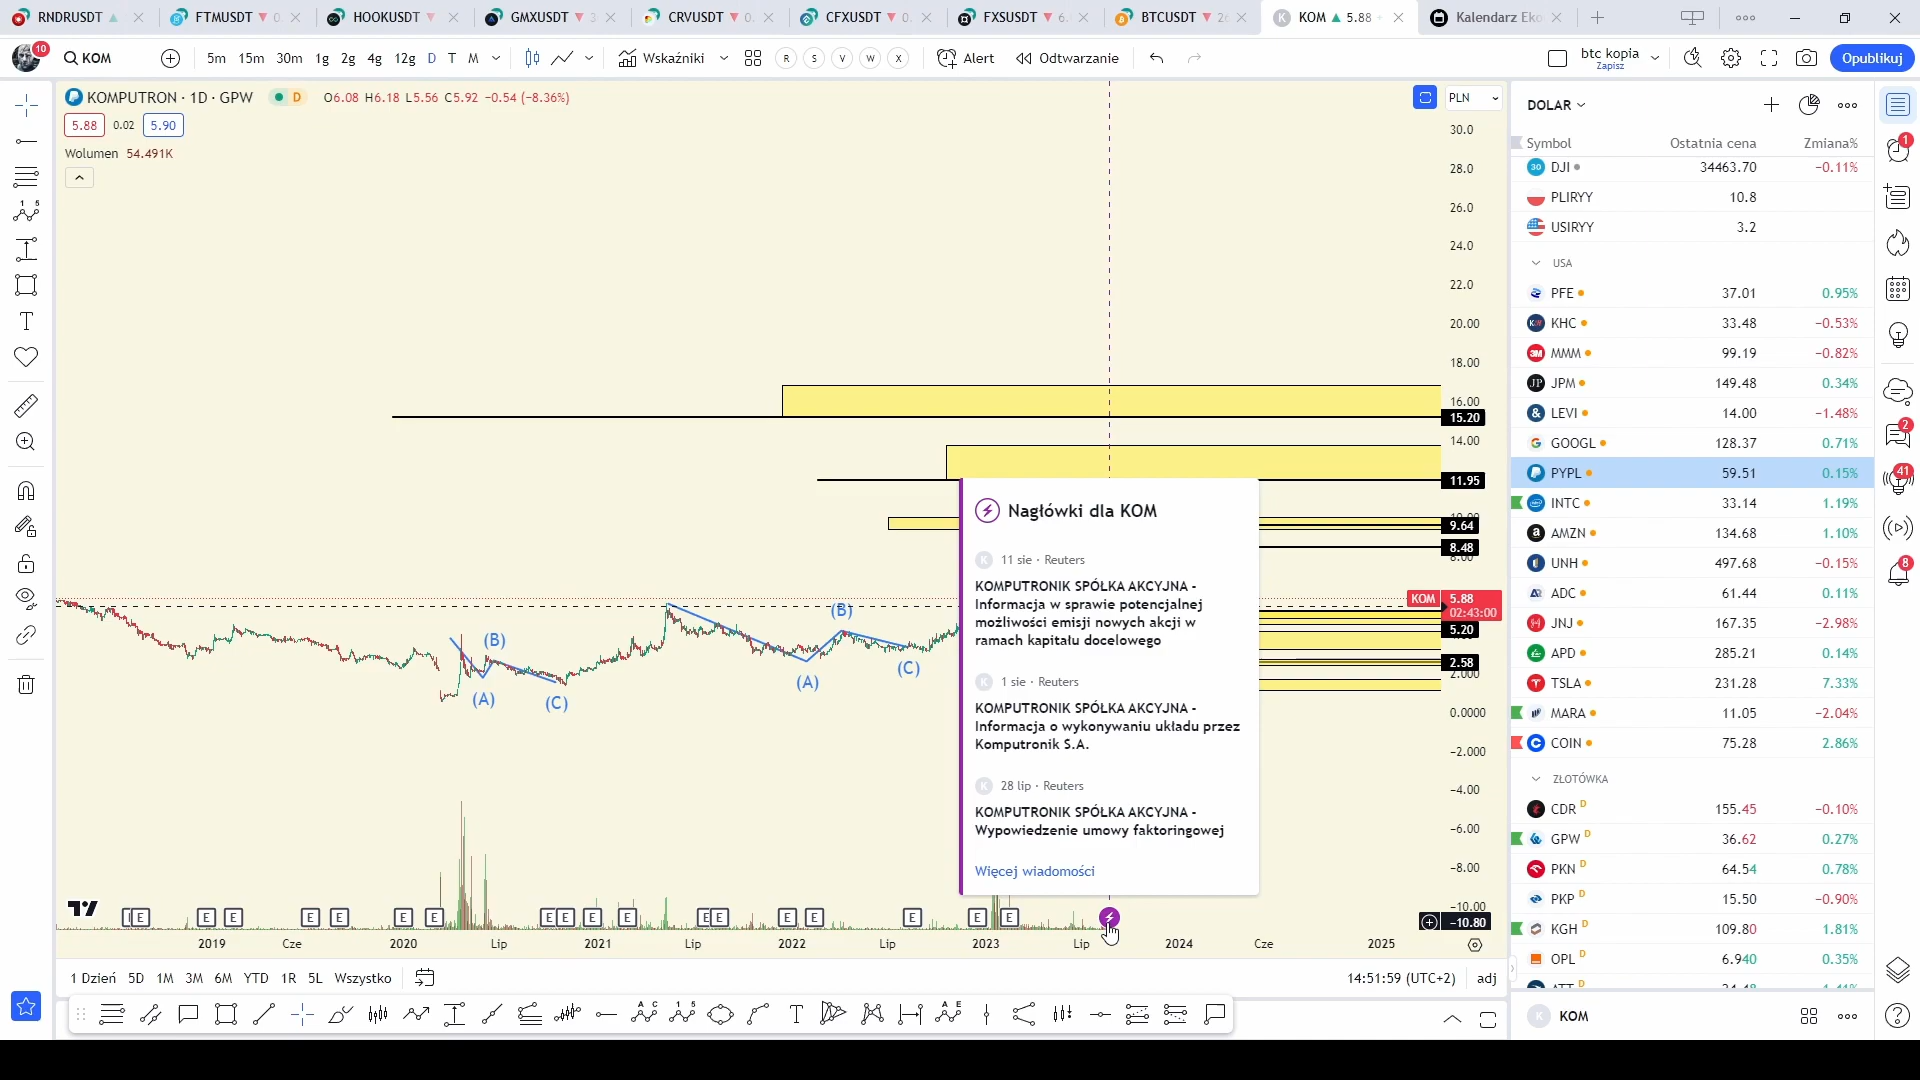 RNDRUSDT
FTMUSDT 0
HOOKUSDT
GMXUSDT 3
CRVUSDT 0.
CFXUSDT 0.
FXSUSDT 6.
BTCUSDT 26
KOM 5.88
Kalendarz Eko
10
KOM
5m 15m 30m 1g 2g 4g 12g D T M
Wskaźniki
R S V W X
Alert
Odtwarzanie
btc kopia
Zapisz
Opublikuj
KOMPUTRON · 1D · GPW
D
O6.08 H6.18 L5.56 C5.92 −0.54 (−8.36%)
5.88 0.02 5.90
Wolumen 54.491K
PLN
30.0
28.0
26.0
24.0
22.0
20.00
18.00
16.00
15.20
14.00
11.95
9.64
8.48
8.00
KOM 5.88
02:43:00
5.20
2.58
2.000
0.0000
−2.000
−4.00
−6.00
−8.00
−10.00
−10.80
(B)
(A)
(C)
(B)
(A)
(C)
Nagłówki dla KOM
K 11 sie · Reuters
KOMPUTRONIK SPÓŁKA AKCYJNA -
Informacja w sprawie potencjalnej
możliwości emisji nowych akcji w
ramach kapitału docelowego
K 1 sie · Reuters
KOMPUTRONIK SPÓŁKA AKCYJNA -
Informacja o wykonywaniu układu przez
Komputronik S.A.
K 28 lip · Reuters
KOMPUTRONIK SPÓŁKA AKCYJNA -
Wypowiedzenie umowy faktoringowej
Więcej wiadomości
E E E E E E E E E E E E E E E E E E
2019 Cze 2020 Lip 2021 Lip 2022 Lip 2023 Lip 2024 Cze 2025
1 Dzień 5D 1M 3M 6M YTD 1R 5L Wszystko
14:51:59 (UTC+2) adj
DOLAR
Symbol Ostatnia cena Zmiana%
DJI 34463.70 −0.11%
PLIRYY 10.8
USIRYY 3.2
USA
PFE 37.01 0.95%
KHC 33.48 −0.53%
MMM 99.19 −0.82%
JPM 149.48 0.34%
LEVI 14.00 −1.48%
GOOGL 128.37 0.71%
PYPL 59.51 0.15%
INTC 33.14 1.19%
AMZN 134.68 1.10%
UNH 497.68 −0.15%
ADC 61.44 0.11%
JNJ 167.35 −2.98%
APD 285.21 0.14%
TSLA 231.28 7.33%
MARA 11.05 −2.04%
COIN 75.28 2.86%
ZŁOTÓWKA
CDR D 155.45 −0.10%
GPW D 36.62 0.27%
PKN D 64.54 0.78%
PKP D 15.50 −0.90%
KGH D 109.80 1.81%
OPL D 6.940 0.35%
K KOM
1
2
41
8